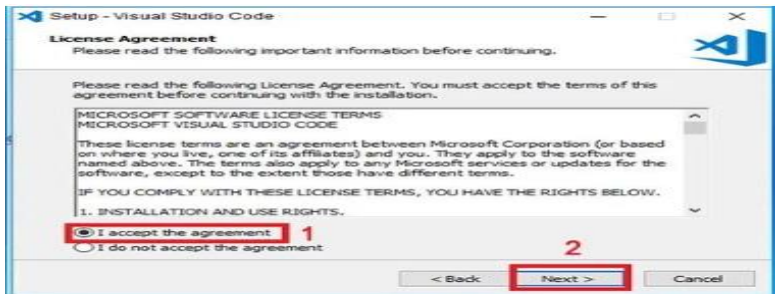 Setup - Visual Studio Code
License Agreement
Please read the following important information before continuing.
Please read the following License Agreement. You must accept the terms of this
agreement before continuing with the installation.
MICROSOFT SOFTWARE LICENSE TERMS
MICROSOFT VISUAL STUDIO CODE
These license terms are an agreement between Microsoft Corporation (or based
on where you live, one of its affiliates) and you. They apply to the software
named above. The terms also apply to any Microsoft services or updates for the
software, except to the extent those have different terms.
IF YOU COMPLY WITH THESE LICENSE TERMS, YOU HAVE THE RIGHTS BELOW.
1. INSTALLATION AND USE RIGHTS.
I accept the agreement 1
I do not accept the agreement
2
< Back Next > Cancel